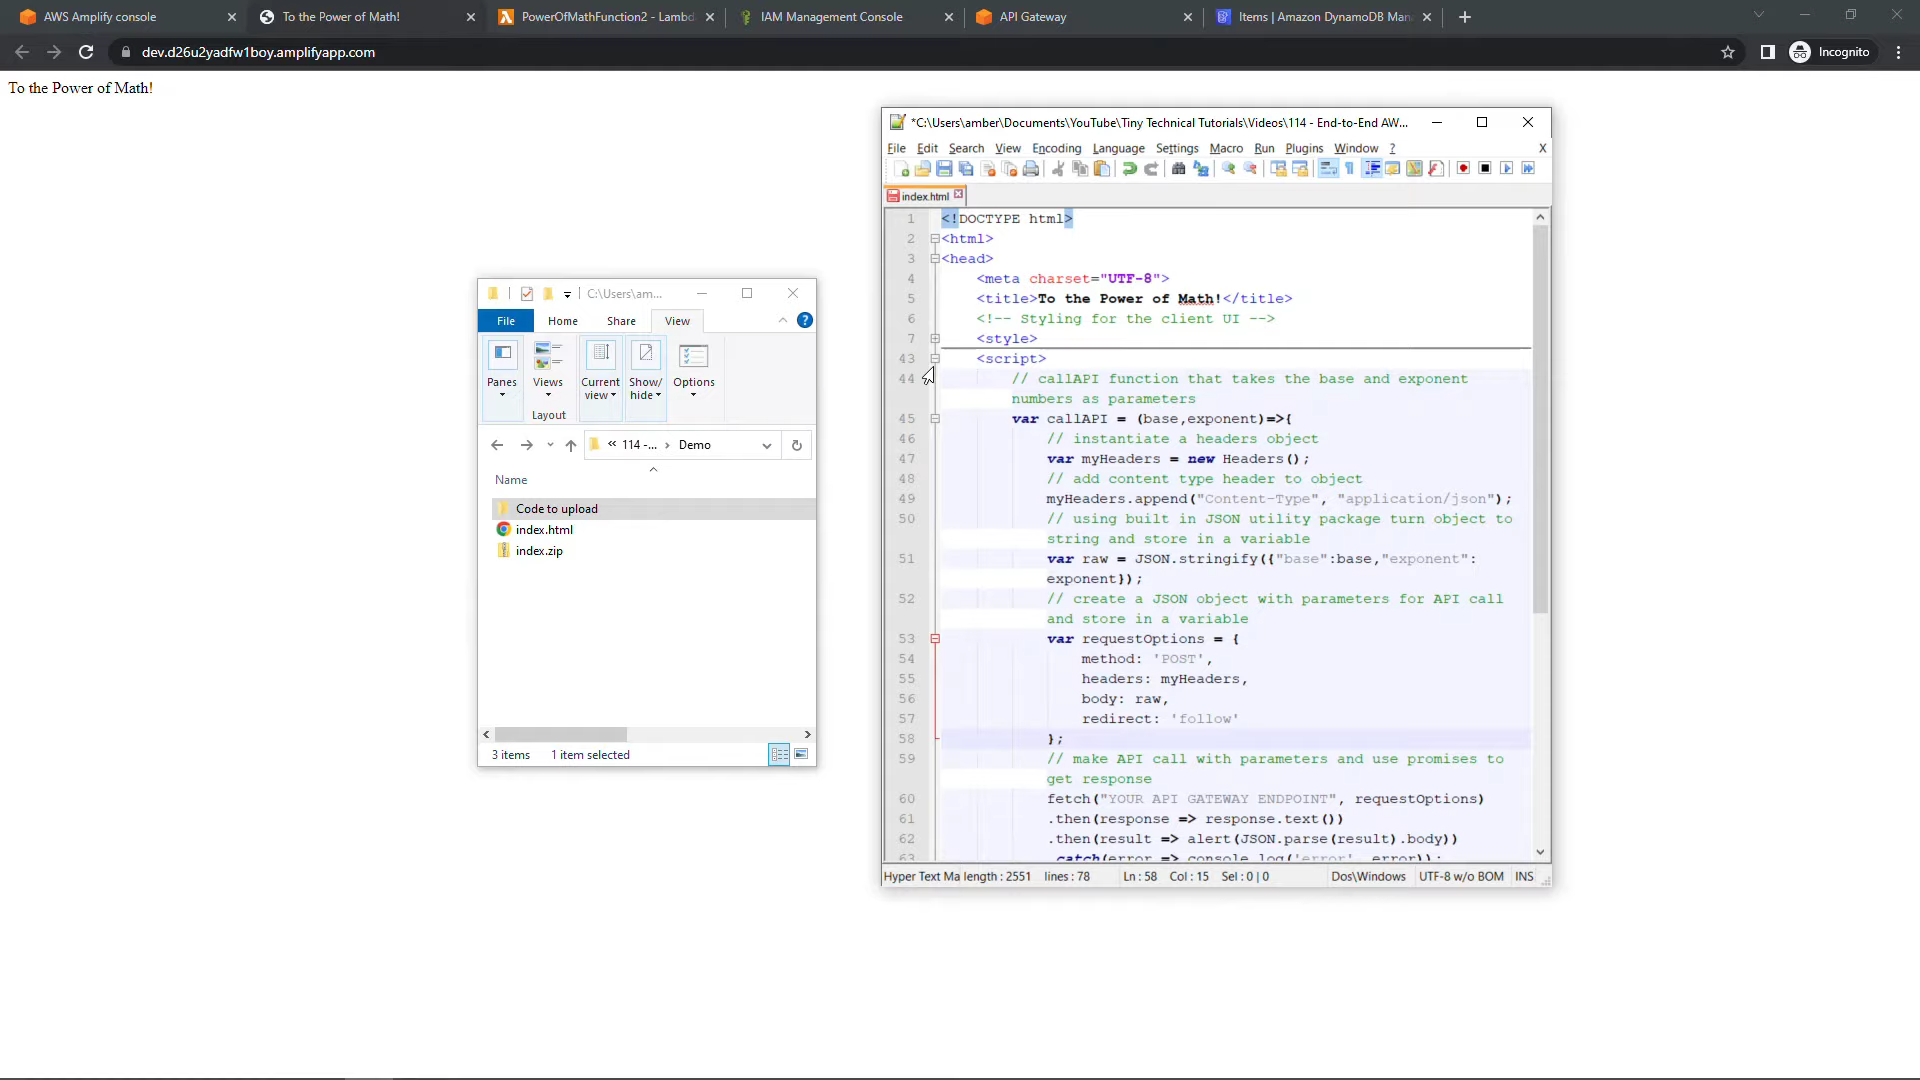 AWS Amplify console
To the Power of Math!
PowerOfMathFunction2 - Lambd
IAM Management Console
API Gateway
Items | Amazon DynamoDB Man
dev.d26u2yadfw1boy.amplifyapp.com
Incognito
To the Power of Math!
C:\Users\am...
File Home Share View
Panes
Views
Current view
Show/ hide
Options
Layout
« 114 -... › Demo
Name
Code to upload
index.html
index.zip
3 items 1 item selected
*C:\Users\amber\Documents\YouTube\Tiny Technical Tutorials\Videos\114 - End-to-End AW...
File Edit Search View Encoding Language Settings Macro Run Plugins Window ? X
index.html
1 <!DOCTYPE html>
2 <html>
3 <head>
4 <meta charset="UTF-8">
5 <title>To the Power of Math!</title>
6 <!-- Styling for the client UI -->
7 <style>
43 <script>
44 // callAPI function that takes the base and exponent
numbers as parameters
45 var callAPI = (base,exponent)=>{
46 // instantiate a headers object
47 var myHeaders = new Headers();
48 // add content type header to object
49 myHeaders.append("Content-Type", "application/json");
50 // using built in JSON utility package turn object to
string and store in a variable
51 var raw = JSON.stringify({"base":base,"exponent":
exponent});
52 // create a JSON object with parameters for API call
and store in a variable
53 var requestOptions = {
54 method: 'POST',
55 headers: myHeaders,
56 body: raw,
57 redirect: 'follow'
58 };
59 // make API call with parameters and use promises to
get response
60 fetch("YOUR API GATEWAY ENDPOINT", requestOptions)
61 .then(response => response.text())
62 .then(result => alert(JSON.parse(result).body))
63 .catch(error => console.log('error', error));
Hyper Text Ma length : 2551 lines : 78 Ln : 58 Col : 15 Sel : 0 | 0 Dos\Windows UTF-8 w/o BOM INS